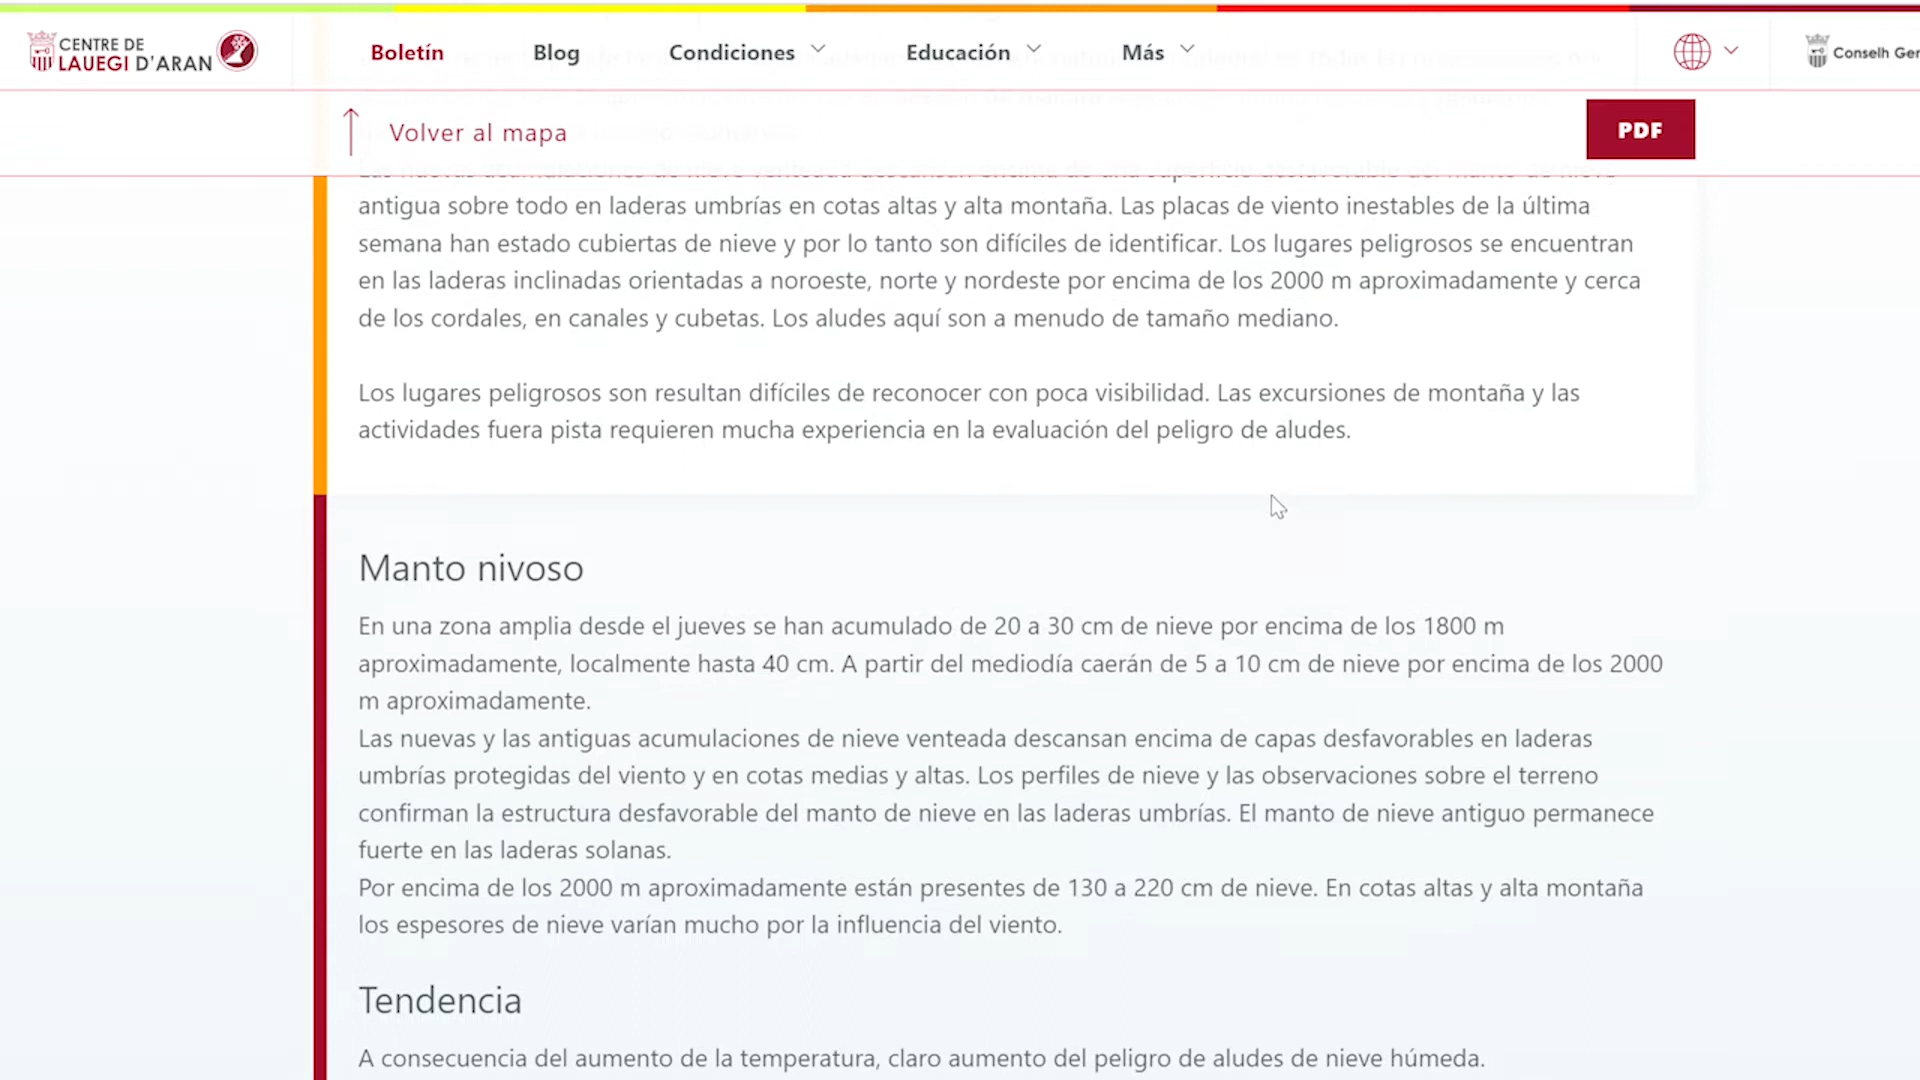 CENTRE DE
LAUEGI D'ARAN
Boletín
Blog
Condiciones
Educación
Más
Conselh Ger
Volver al mapa
PDF
antigua sobre todo en laderas umbrías en cotas altas y alta montaña. Las placas de viento inestables de la última
semana han estado cubiertas de nieve y por lo tanto son difíciles de identificar. Los lugares peligrosos se encuentran
en las laderas inclinadas orientadas a noroeste, norte y nordeste por encima de los 2000 m aproximadamente y cerca
de los cordales, en canales y cubetas. Los aludes aquí son a menudo de tamaño mediano.
Los lugares peligrosos son resultan difíciles de reconocer con poca visibilidad. Las excursiones de montaña y las
actividades fuera pista requieren mucha experiencia en la evaluación del peligro de aludes.
Manto nivoso
En una zona amplia desde el jueves se han acumulado de 20 a 30 cm de nieve por encima de los 1800 m
aproximadamente, localmente hasta 40 cm. A partir del mediodía caerán de 5 a 10 cm de nieve por encima de los 2000
m aproximadamente.
Las nuevas y las antiguas acumulaciones de nieve venteada descansan encima de capas desfavorables en laderas
umbrías protegidas del viento y en cotas medias y altas. Los perfiles de nieve y las observaciones sobre el terreno
confirman la estructura desfavorable del manto de nieve en las laderas umbrías. El manto de nieve antiguo permanece
fuerte en las laderas solanas.
Por encima de los 2000 m aproximadamente están presentes de 130 a 220 cm de nieve. En cotas altas y alta montaña
los espesores de nieve varían mucho por la influencia del viento.
Tendencia
A consecuencia del aumento de la temperatura, claro aumento del peligro de aludes de nieve húmeda.